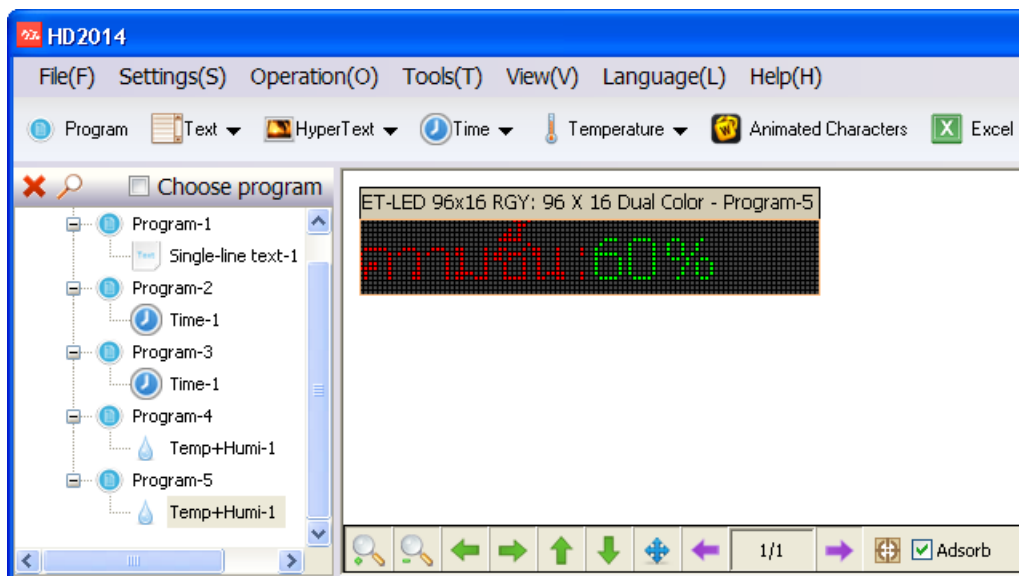 HD2014
File(F) Settings(S) Operation(O) Tools(T) View(V) Language(L) Help(H)
Program Text HyperText Time Temperature Animated Characters Excel
Choose program
Program-1
Text Single-line text-1
Program-2
Time-1
Program-3
Time-1
Program-4
Temp+Humi-1
Program-5
Temp+Humi-1
ET-LED 96x16 RGY: 96 X 16 Dual Color - Program-5
ความชื้น:60%
1/1 Adsorb